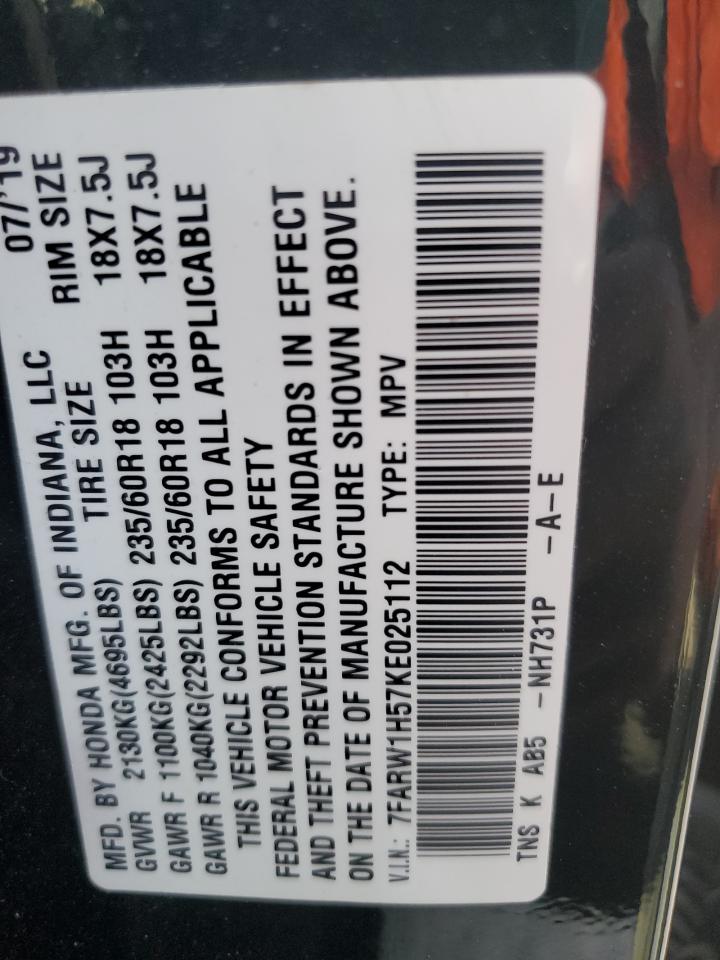 MFD. BY HONDA MFG. OF INDIANA, LLC 07/'19
GVWR 2130KG(4695LBS) TIRE SIZE RIM SIZE
GAWR F 1100KG(2425LBS) 235/60R18 103H 18X7.5J
GAWR R 1040KG(2292LBS) 235/60R18 103H 18X7.5J
THIS VEHICLE CONFORMS TO ALL APPLICABLE
FEDERAL MOTOR VEHICLE SAFETY
AND THEFT PREVENTION STANDARDS IN EFFECT
ON THE DATE OF MANUFACTURE SHOWN ABOVE.
V.I.N.: 7FARW1H57KE025112 TYPE: MPV
TNS K AB5 -NH731P -A-E